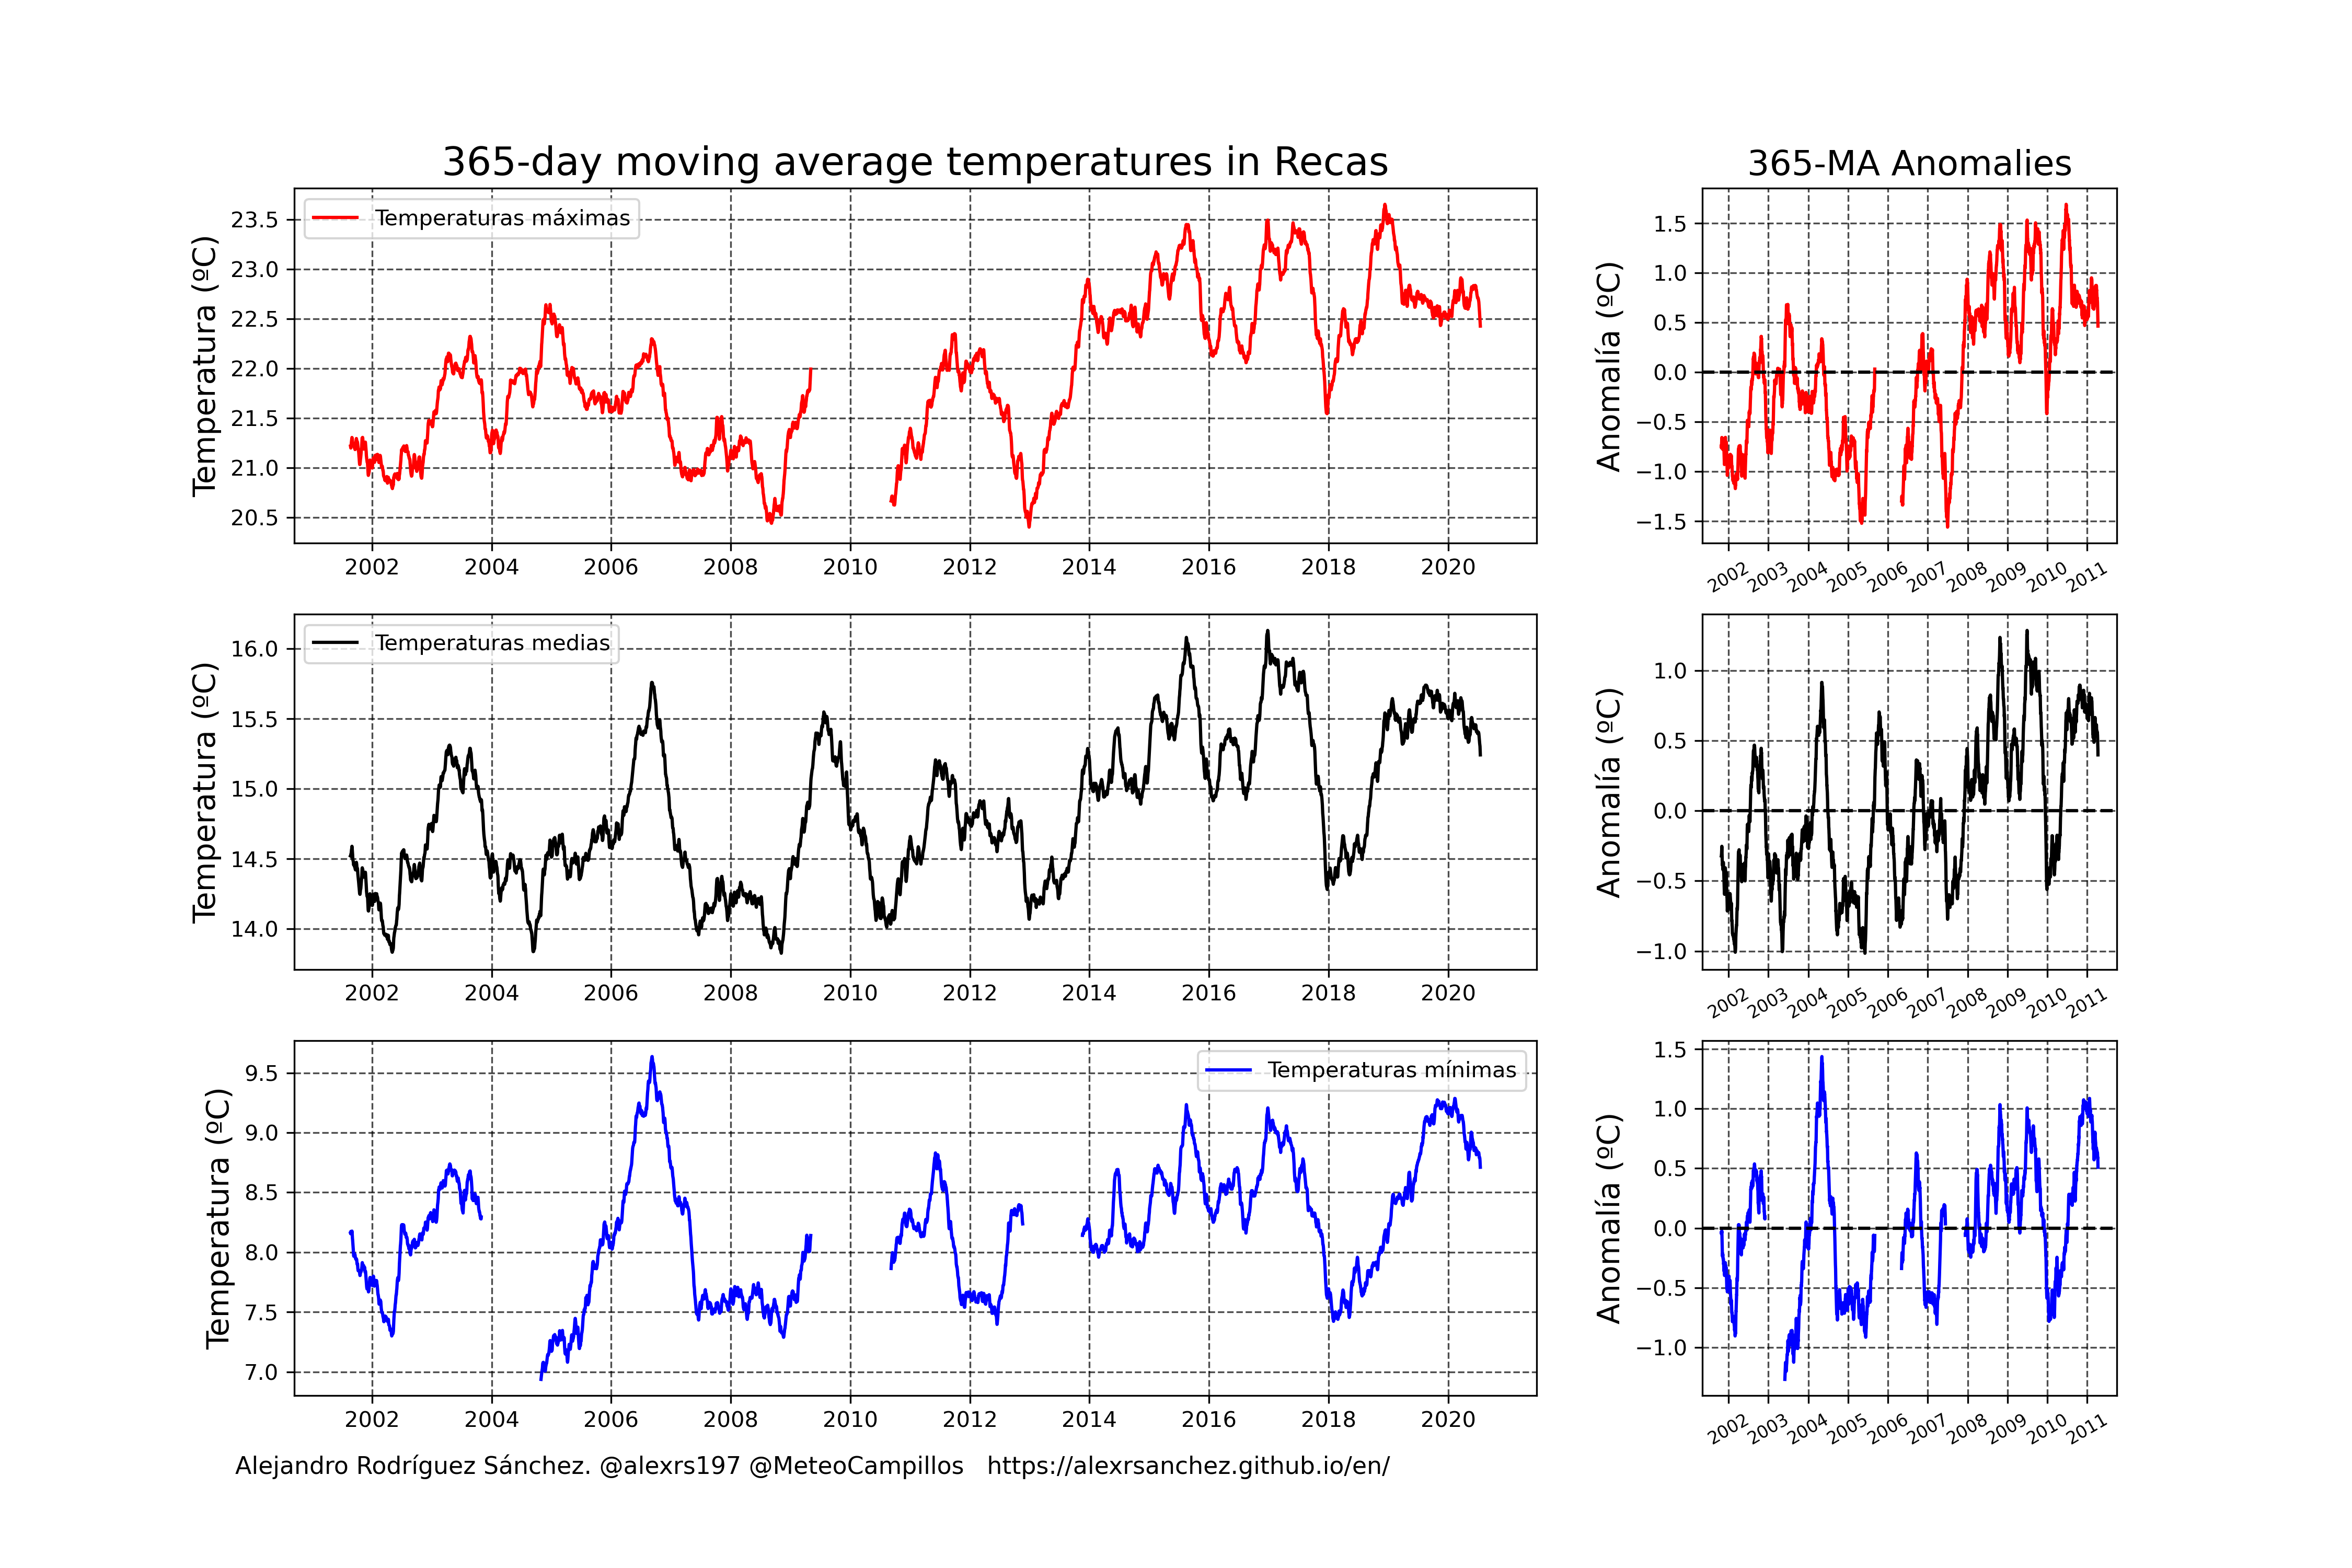 365-day moving average temperatures in Recas
365-MA Anomalies
Temperatura (ºC)
23.5
23.0
22.5
22.0
21.5
21.0
20.5
Temperaturas máximas
2002 2004 2006 2008 2010 2012 2014 2016 2018 2020
Anomalía (ºC)
1.5
1.0
0.5
0.0
−0.5
−1.0
−1.5
2002 2003 2004 2005 2006 2007 2008 2009 2010 2011
Temperatura (ºC)
16.0
15.5
15.0
14.5
14.0
Temperaturas medias
2002 2004 2006 2008 2010 2012 2014 2016 2018 2020
Anomalía (ºC)
1.0
0.5
0.0
−0.5
−1.0
2002 2003 2004 2005 2006 2007 2008 2009 2010 2011
Temperatura (ºC)
9.5
9.0
8.5
8.0
7.5
7.0
Temperaturas mínimas
2002 2004 2006 2008 2010 2012 2014 2016 2018 2020
Anomalía (ºC)
1.5
1.0
0.5
0.0
−0.5
−1.0
2002 2003 2004 2005 2006 2007 2008 2009 2010 2011
Alejandro Rodríguez Sánchez. @alexrs197 @MeteoCampillos https://alexrsanchez.github.io/en/